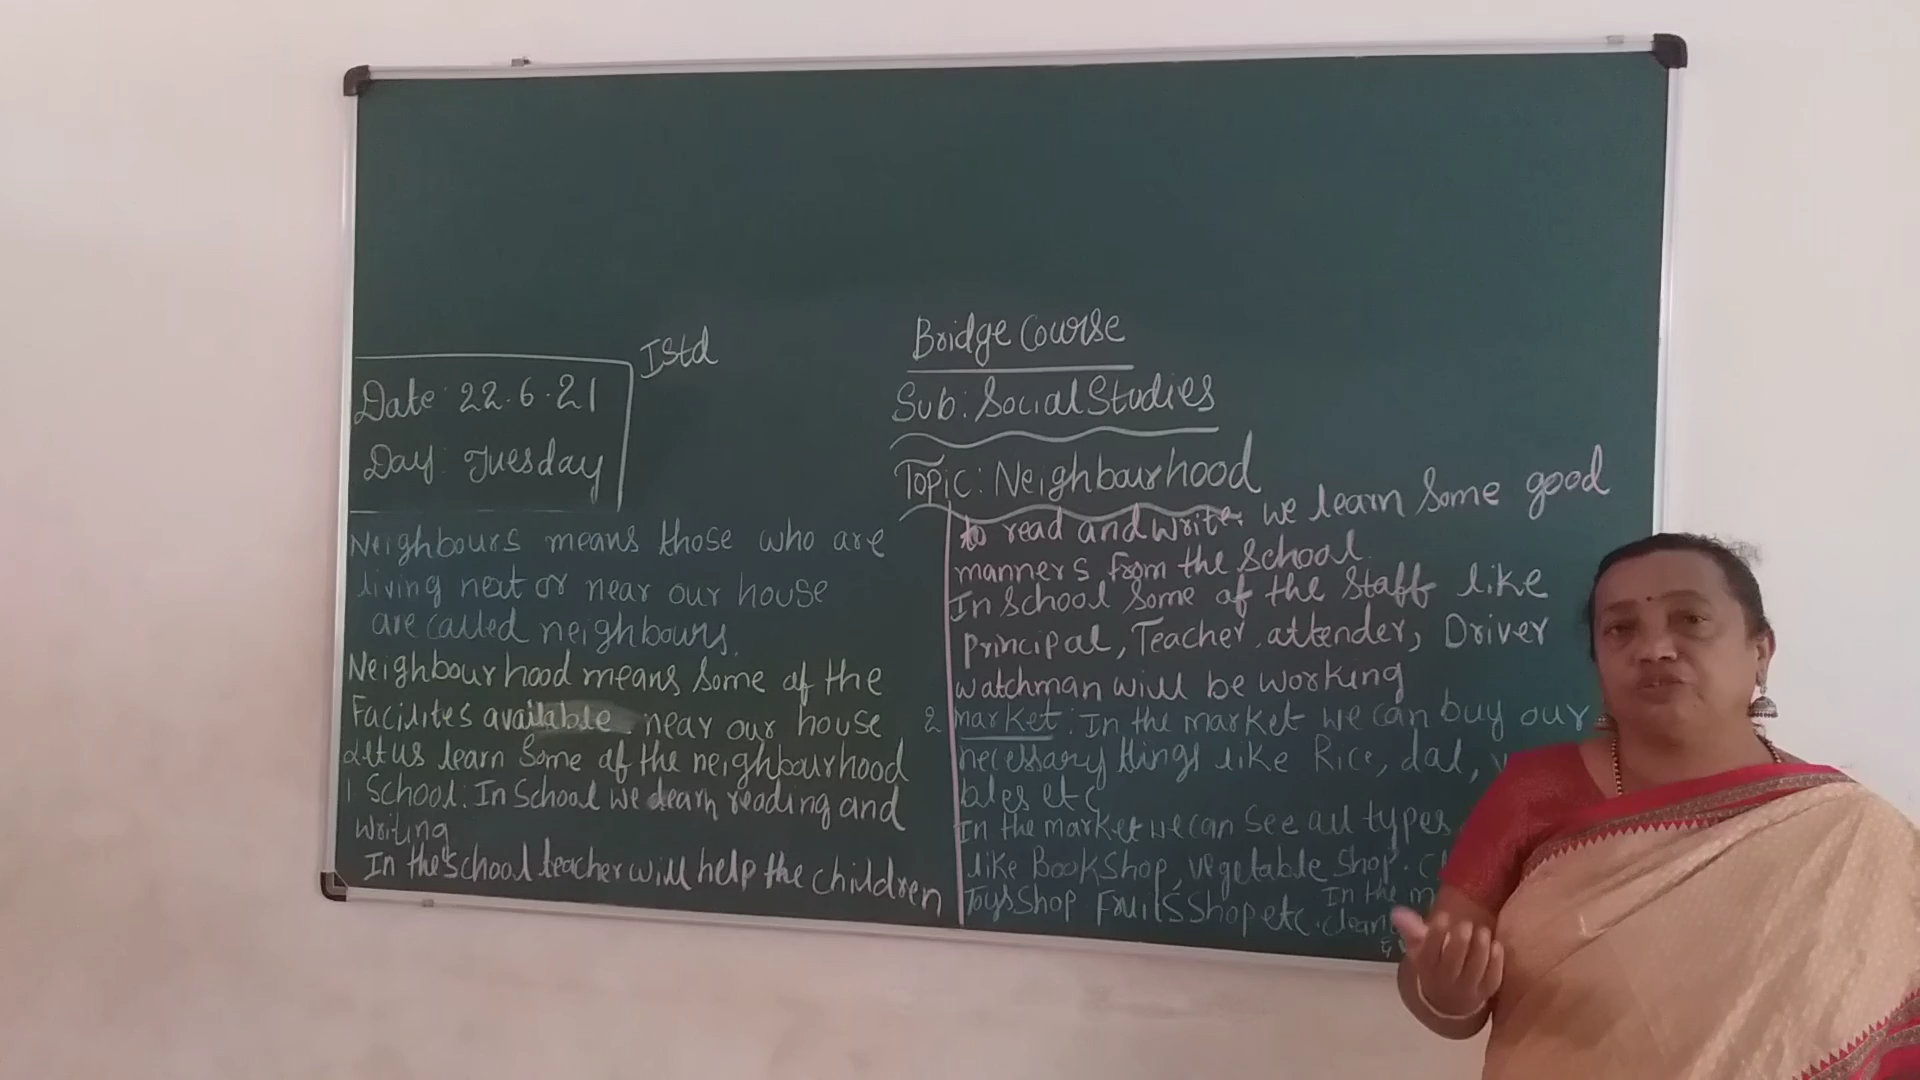 IStd
Bridge Course
Date: 22.6.21
Sub: Social Studies
Day: Tuesday
Topic: Neighbourhood
Neighbours means those who are
living next or near our house
are called neighbours.
Neighbourhood means Some of the
Facilites available near our house
Let us learn Some of the neighbourhood
1 School: In School we learn reading and
writing
In the School teacher will help the children
to read and write. we learn Some good
manners from the School.
In School Some of the Staff like
Principal, Teacher, attender, Driver
watchman will be working
2 market: In the market we can buy our
necessary things like Rice, dal,
bles etc
In the market we can See all types
like Book Shop, vegetable Shop.
Toys Shop Fruits Shop etc. In the
clean